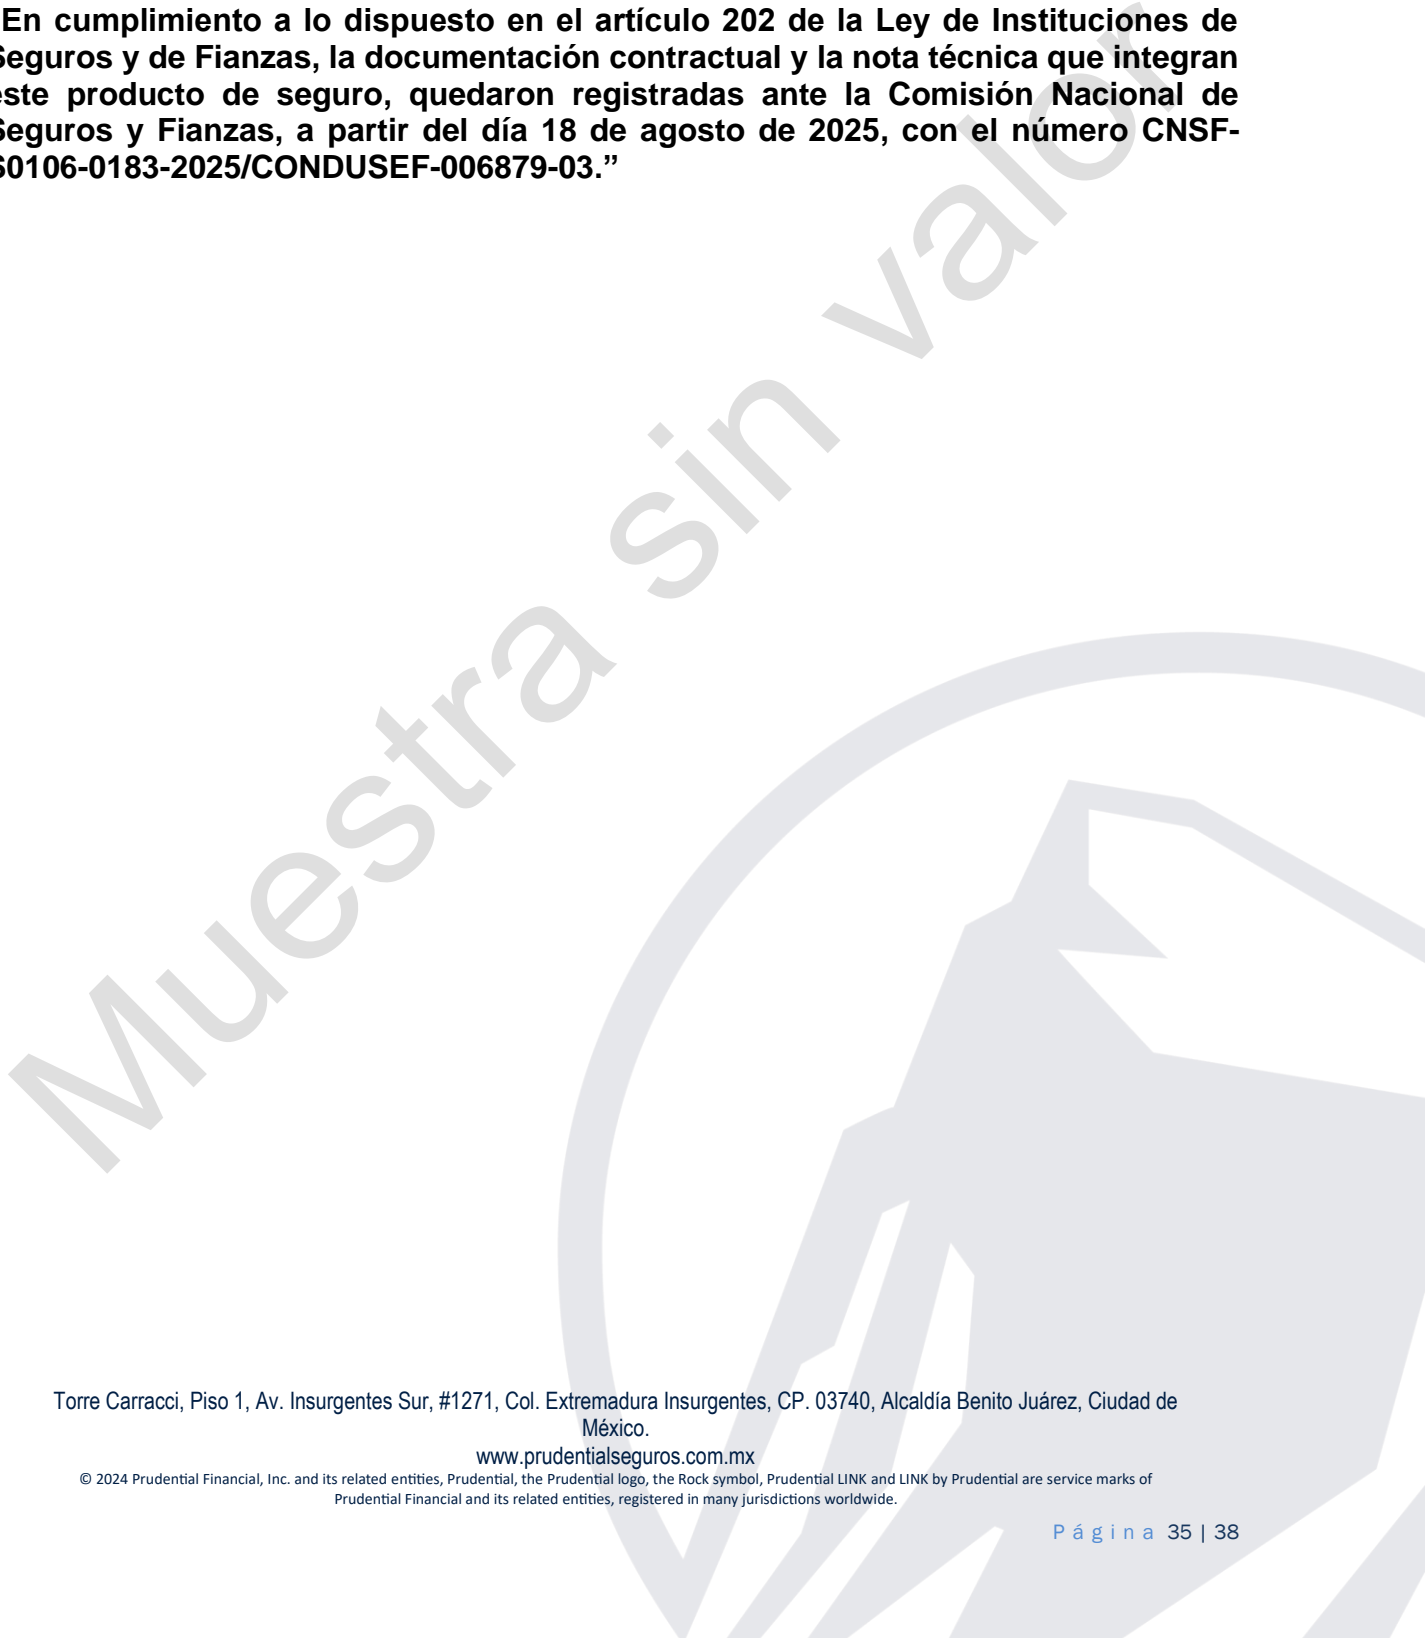 En cumplimiento a lo dispuesto en el artículo 202 de la Ley de Instituciones de
Seguros y de Fianzas, la documentación contractual y la nota técnica que integran
este producto de seguro, quedaron registradas ante la Comisión Nacional de
Seguros y Fianzas, a partir del día 18 de agosto de 2025, con el número CNSF-
S0106-0183-2025/CONDUSEF-006879-03.”
Muestra sin valor
Torre Carracci, Piso 1, Av. Insurgentes Sur, #1271, Col. Extremadura Insurgentes, CP. 03740, Alcaldía Benito Juárez, Ciudad de
México.
www.prudentialseguros.com.mx
© 2024 Prudential Financial, Inc. and its related entities, Prudential, the Prudential logo, the Rock symbol, Prudential LINK and LINK by Prudential are service marks of
Prudential Financial and its related entities, registered in many jurisdictions worldwide.
Página 35 | 38